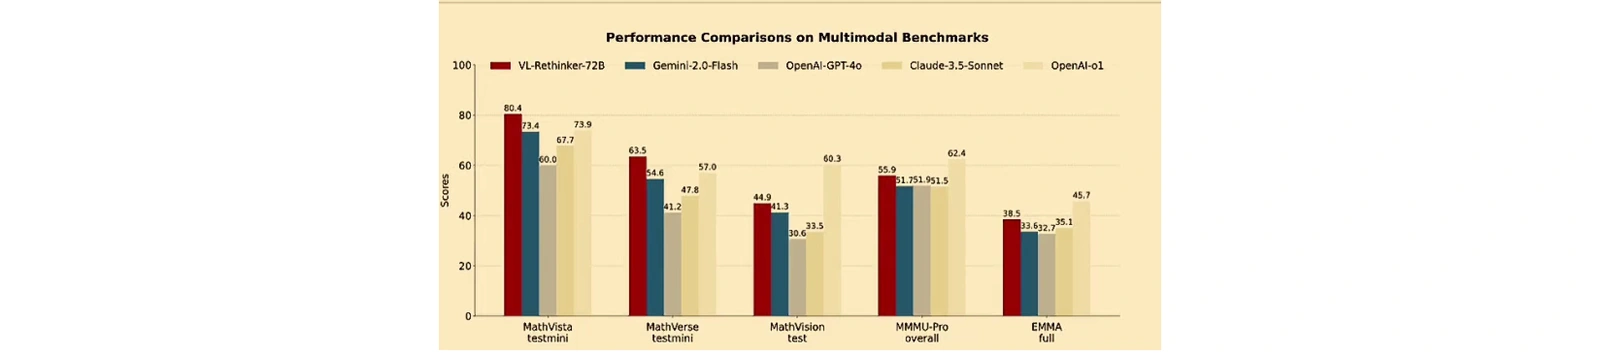 Performance Comparisons on Multimodal Benchmarks
VL-Rethinker-72B Gemini-2.0-Flash OpenAI-GPT-4o Claude-3.5-Sonnet OpenAI-o1
Scores
100
80
60
40
20
0
80.4 73.4 60.0 67.7 73.9
63.5 54.6 41.2 47.8 57.0
44.9 41.3 30.6 33.5 60.3
55.9 51.7 51.9 51.5 62.4
38.5 33.6 32.7 35.1 45.7
MathVista
testmini
MathVerse
testmini
MathVision
test
MMMU-Pro
overall
EMMA
full